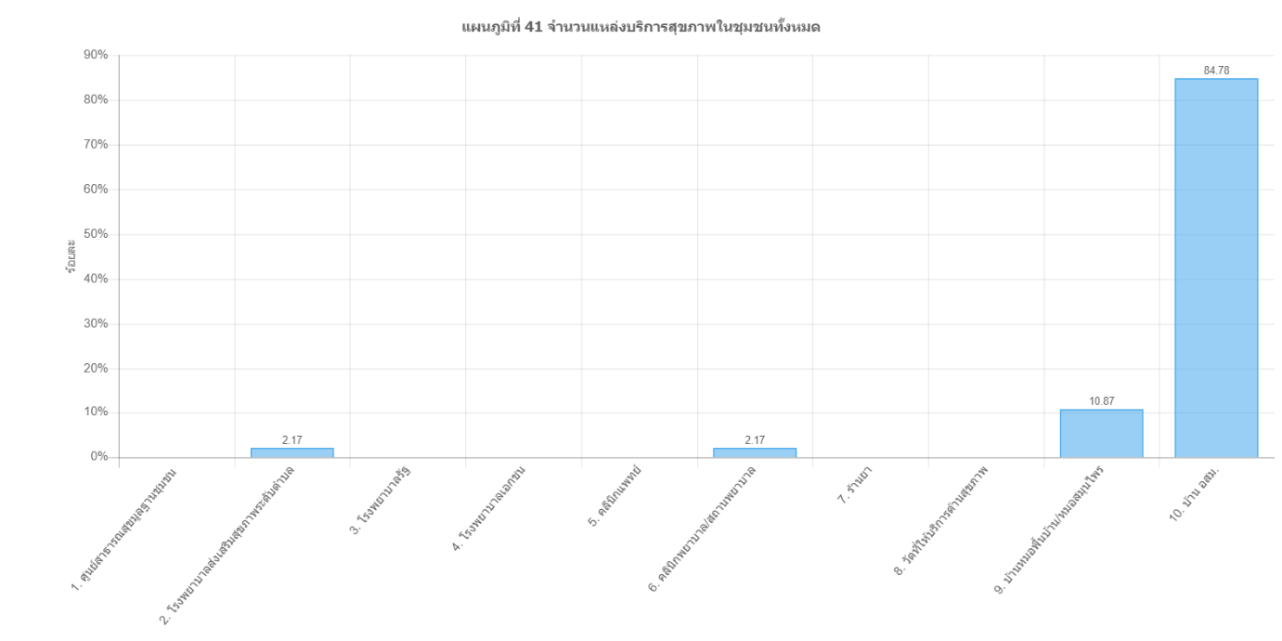 แผนภูมิที่ 41 จำนวนแหล่งบริการสุขภาพในชุมชนทั้งหมด
90%
80%
70%
60%
50%
40%
30%
20%
10%
0%
ร้อยละ
2.17
2.17
10.87
84.78
1. ศูนย์สาธารณสุขมูลฐานชุมชน
2. โรงพยาบาลส่งเสริมสุขภาพระดับตำบล
3. โรงพยาบาลรัฐ
4. โรงพยาบาลเอกชน
5. คลินิกแพทย์
6. คลินิกพยาบาล/สถานพยาบาล
7. ร้านยา
8. วัดที่ให้บริการด้านสุขภาพ
9. บ้านหมอพื้นบ้าน/หมอสมุนไพร
10. บ้าน อสม.